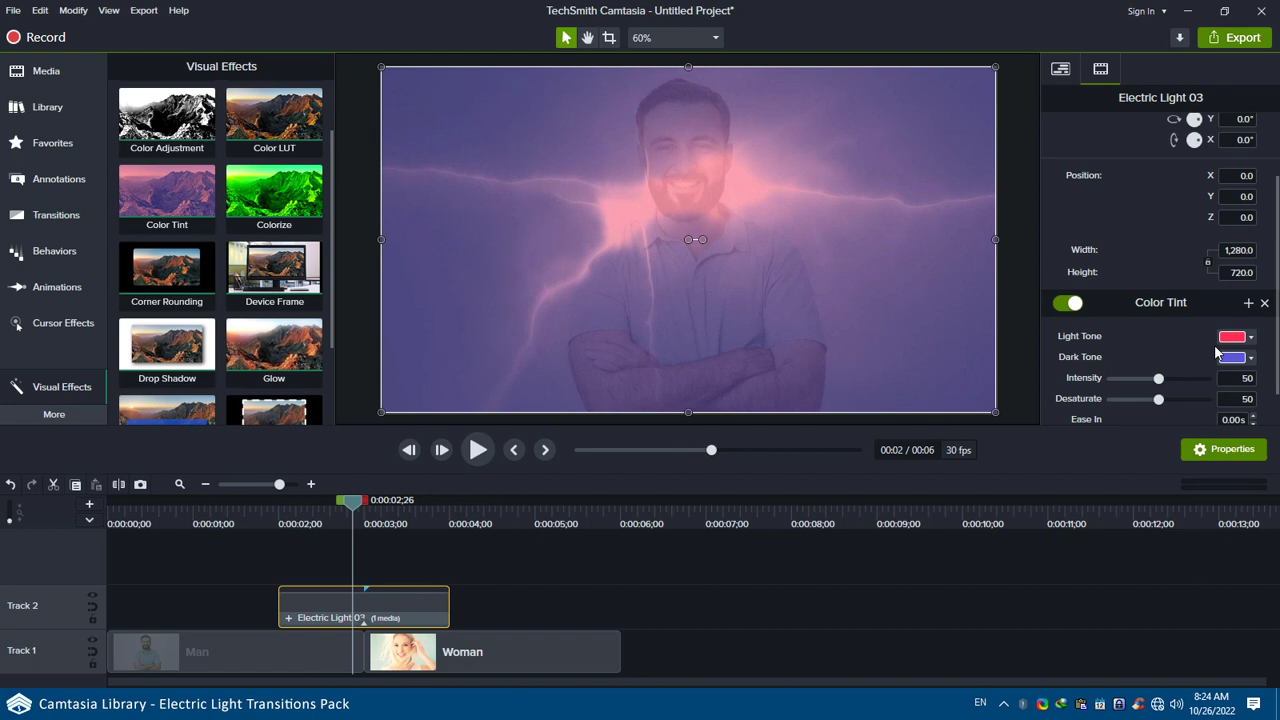 File Edit Modify View Export Help
TechSmith Camtasia - Untitled Project*
Sign In
Record
60%
Export
Media
Library
Favorites
Annotations
Transitions
Behaviors
Animations
Cursor Effects
Visual Effects
More
Visual Effects
Color Adjustment
Color LUT
Color Tint
Colorize
Corner Rounding
Device Frame
Drop Shadow
Glow
Electric Light 03
Y 0.0°
X 0.0°
Position: X 0.0
Y 0.0
Z 0.0
Width: 1,280.0
Height: 720.0
Color Tint
Light Tone
Dark Tone
Intensity 50
Desaturate 50
Ease In 0.00s
00:02 / 00:06 30 fps
Properties
0:00:02;26
0:00:00;00 0:00:01;00 0:00:02;00 0:00:03;00 0:00:04;00 0:00:05;00 0:00:06;00 0:00:07;00 0:00:08;00 0:00:09;00 0:00:10;00 0:00:11;00 0:00:12;00 0:00:13;00
Track 2
Electric Light 03 (1 media)
Track 1
Man
Woman
Camtasia Library - Electric Light Transitions Pack
EN
8:24 AM
10/26/2022